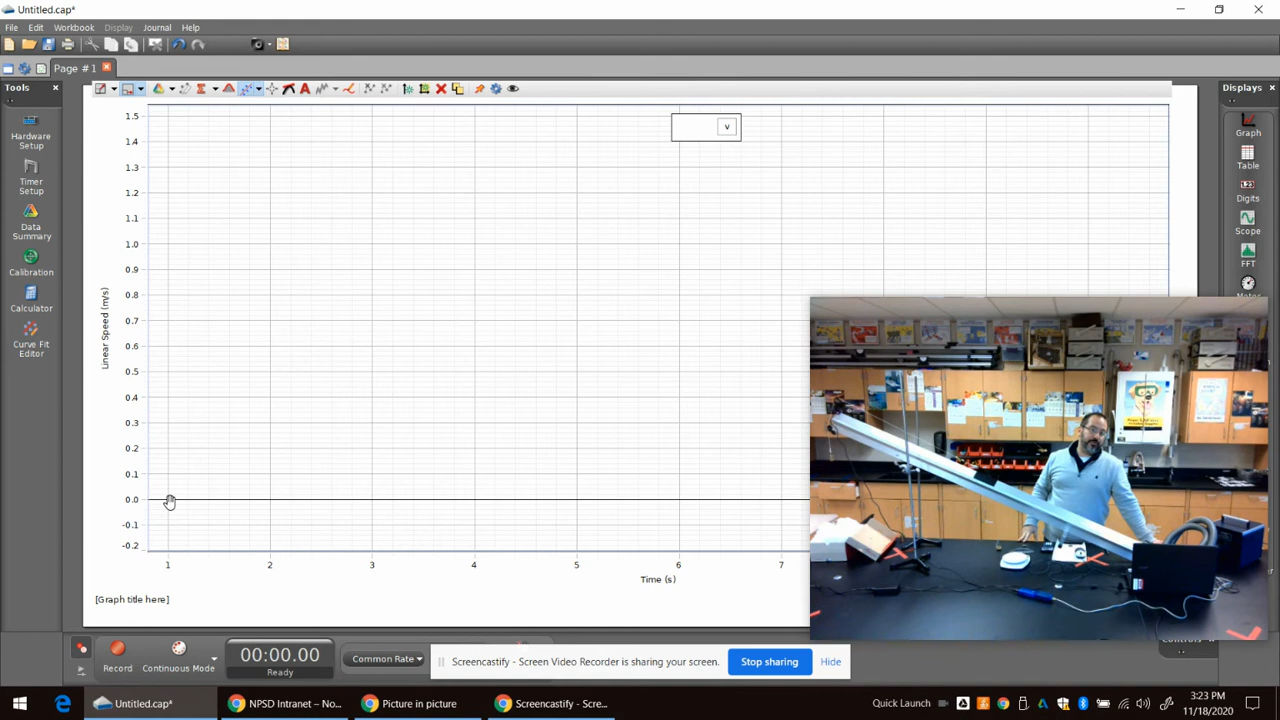 Untitled.cap*
File Edit Workbook Display Journal Help
Page #1
Tools
Displays
Hardware
Setup
Timer
Setup
Data
Summary
Calibration
Calculator
Curve Fit
Editor
Graph
Table
Digits
Scope
FFT
v
1.5
1.4
1.3
1.2
1.1
1.0
0.9
0.8
0.7
0.6
0.5
0.4
0.3
0.2
0.1
0.0
-0.1
-0.2
Linear Speed (m/s)
1 2 3 4 5 6 7
Time (s)
[Graph title here]
Record
Continuous Mode
00:00.00
Ready
Common Rate
Screencastify - Screen Video Recorder is sharing your screen.
Stop sharing
Hide
Untitled.cap*
NPSD Intranet – No...
Picture in picture
Screencastify - Scre...
Quick Launch
3:23 PM
11/18/2020